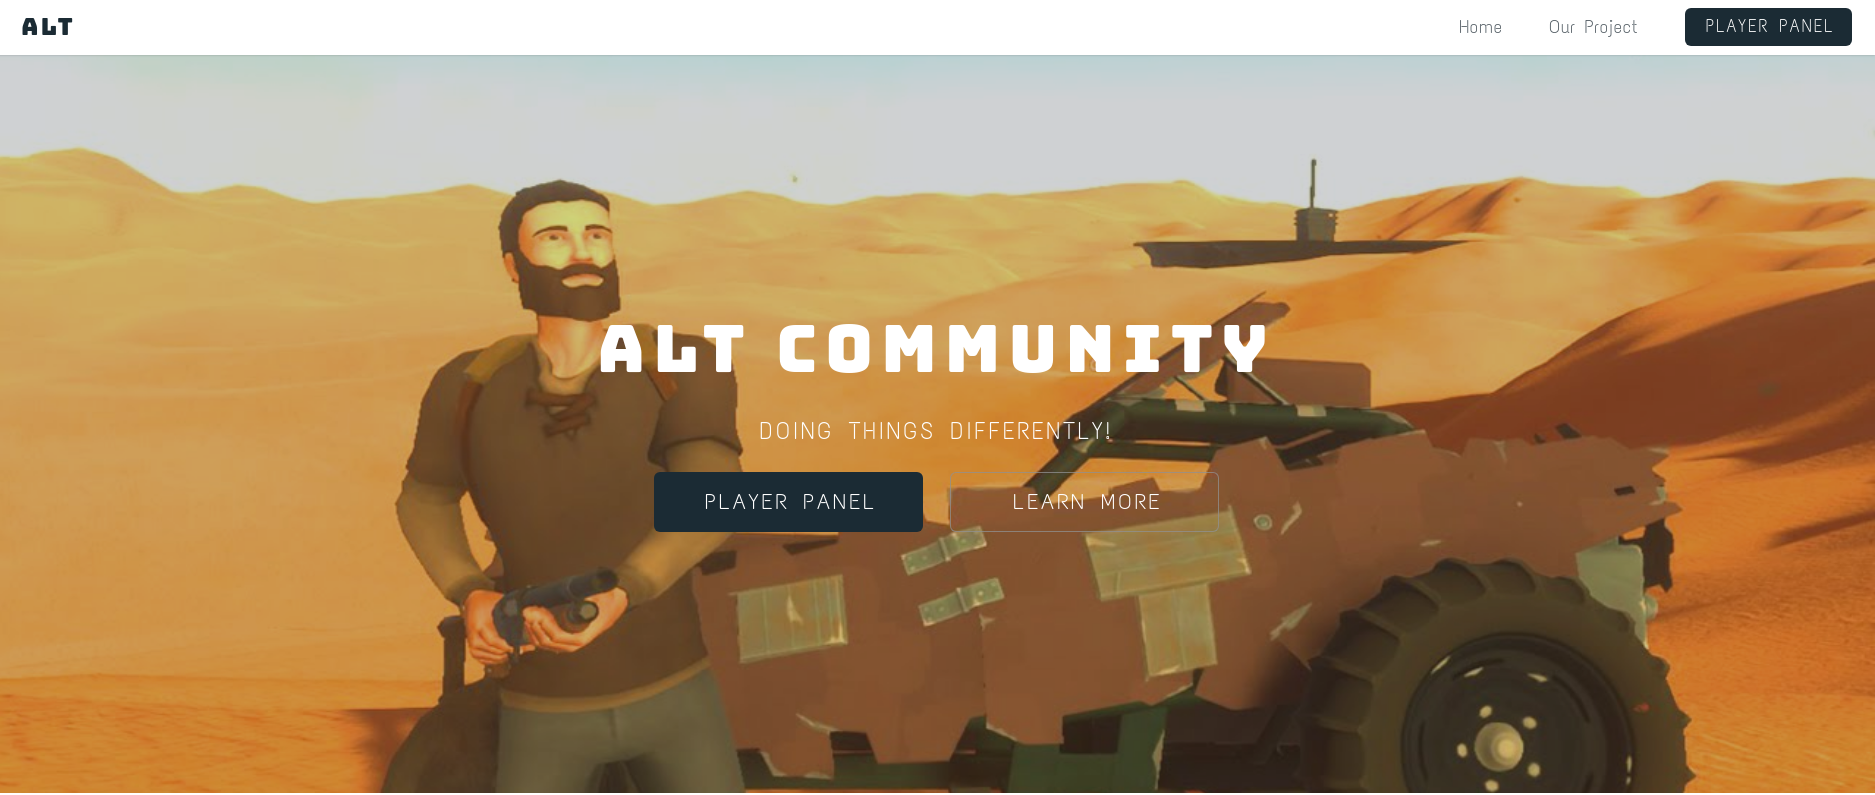 ALT
Home
Our Project
PLAYER PANEL
ALT COMMUNITY
DOING THINGS DIFFERENTLY!
PLAYER PANEL
LEARN MORE